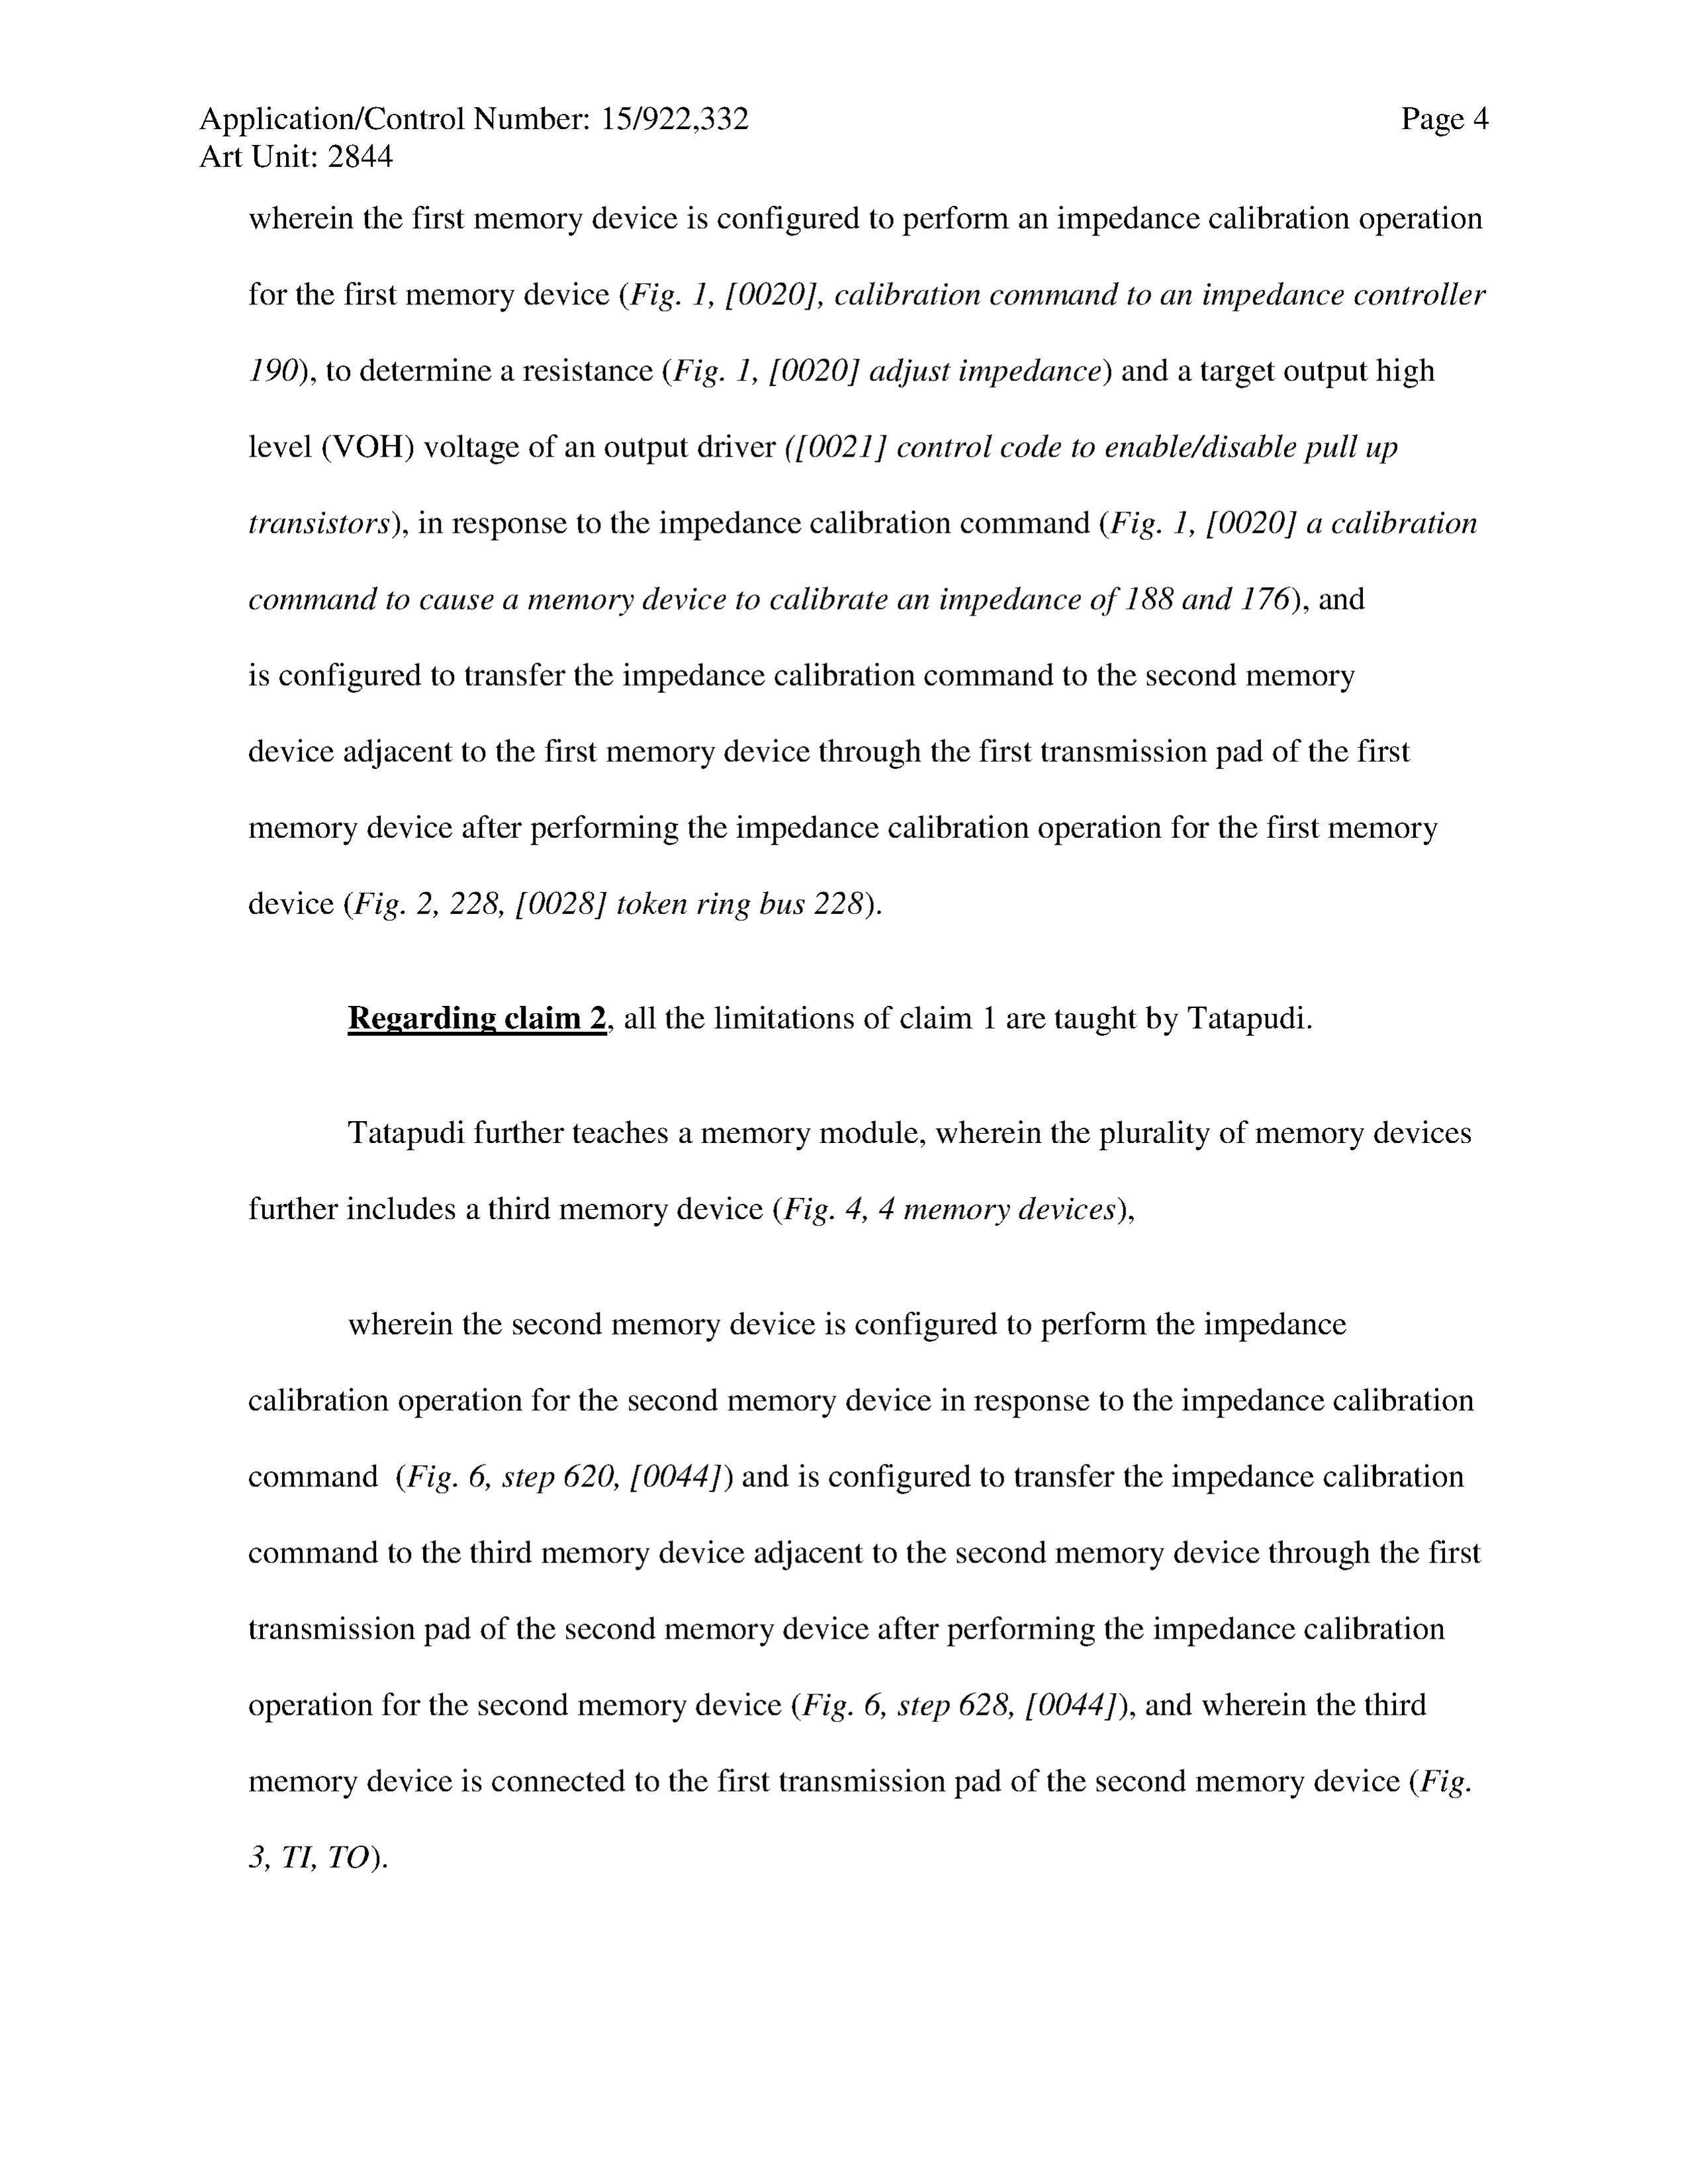 Application/Control Number: 15/922,332 Page 4
Art Unit: 2844
wherein the first memory device is configured to perform an impedance calibration operation
for the first memory device (Fig. 1, [0020], calibration command to an impedance controller
190), to determine a resistance (Fig. 1, [0020] adjust impedance) and a target output high
level (VOH) voltage of an output driver ([0021] control code to enable/disable pull up
transistors), in response to the impedance calibration command (Fig. 1, [0020] a calibration
command to cause a memory device to calibrate an impedance of 188 and 176), and
is configured to transfer the impedance calibration command to the second memory
device adjacent to the first memory device through the first transmission pad of the first
memory device after performing the impedance calibration operation for the first memory
device (Fig. 2, 228, [0028] token ring bus 228).
Regarding claim 2, all the limitations of claim 1 are taught by Tatapudi.
Tatapudi further teaches a memory module, wherein the plurality of memory devices
further includes a third memory device (Fig. 4, 4 memory devices),
wherein the second memory device is configured to perform the impedance
calibration operation for the second memory device in response to the impedance calibration
command (Fig. 6, step 620, [0044]) and is configured to transfer the impedance calibration
command to the third memory device adjacent to the second memory device through the first
transmission pad of the second memory device after performing the impedance calibration
operation for the second memory device (Fig. 6, step 628, [0044]), and wherein the third
memory device is connected to the first transmission pad of the second memory device (Fig.
3, TI, TO).